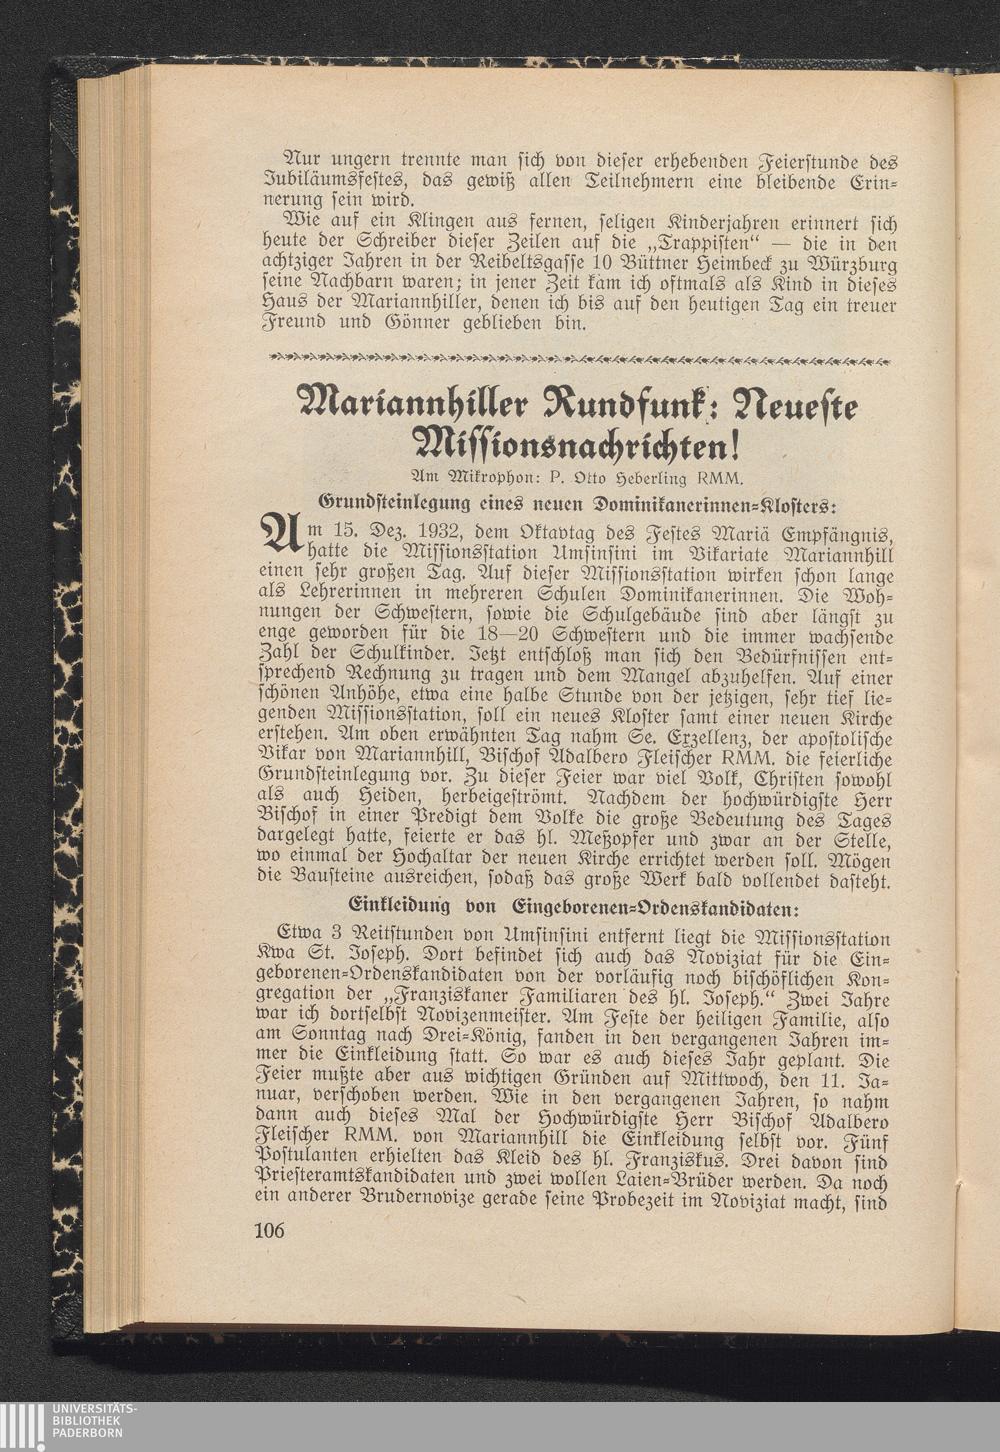 Nur ungern trennte man sich von dieser erhebenden Feierstunde des
Jubiläumsfestes, das gewiß allen Teilnehmern eine bleibende Erin-
nerung sein wird.
Wie auf ein Klingen aus fernen, seligen Kinderjahren erinnert sich
heute der Schreiber dieser Zeilen auf die „Trappisten“ — die in den
achtziger Jahren in der Reibeltsgasse 10 Büttner Heimbeck zu Würzburg
seine Nachbarn waren; in jener Zeit kam ich oftmals als Kind in dieses
Haus der Mariannhiller, denen ich bis auf den heutigen Tag ein treuer
Freund und Gönner geblieben bin.
Mariannhiller Rundfunk: Neueste
Missionsnachrichten!
Am Mikrophon: P. Otto Heberling RMM.
Grundsteinlegung eines neuen Dominikanerinnen-Klosters:
Am 15. Dez. 1932, dem Oktavtag des Festes Mariä Empfängnis,
hatte die Missionsstation Umsinsini im Vikariate Mariannhill
einen sehr großen Tag. Auf dieser Missionsstation wirken schon lange
als Lehrerinnen in mehreren Schulen Dominikanerinnen. Die Woh-
nungen der Schwestern, sowie die Schulgebäude sind aber längst zu
enge geworden für die 18—20 Schwestern und die immer wachsende
Zahl der Schulkinder. Jetzt entschloß man sich den Bedürfnissen ent-
sprechend Rechnung zu tragen und dem Mangel abzuhelfen. Auf einer
schönen Anhöhe, etwa eine halbe Stunde von der jetzigen, sehr tief lie-
genden Missionsstation, soll ein neues Kloster samt einer neuen Kirche
erstehen. Am oben erwähnten Tag nahm Se. Exzellenz, der apostolische
Vikar von Mariannhill, Bischof Adalbero Fleischer RMM. die feierliche
Grundsteinlegung vor. Zu dieser Feier war viel Volk, Christen sowohl
als auch Heiden, herbeigeströmt. Nachdem der hochwürdigste Herr
Bischof in einer Predigt dem Volke die große Bedeutung des Tages
dargelegt hatte, feierte er das hl. Meßopfer und zwar an der Stelle,
wo einmal der Hochaltar der neuen Kirche errichtet werden soll. Mögen
die Bausteine ausreichen, sodaß das große Werk bald vollendet dasteht.
Einkleidung von Eingeborenen-Ordenskandidaten:
Etwa 3 Reitstunden von Umsinsini entfernt liegt die Missionsstation
Kwa St. Joseph. Dort befindet sich auch das Noviziat für die Ein-
geborenen-Ordenskandidaten von der vorläufig noch bischöflichen Kon-
gregation der „Franziskaner Familiaren des hl. Joseph.“ Zwei Jahre
war ich dortselbst Novizenmeister. Am Feste der heiligen Familie, also
am Sonntag nach Drei-König, fanden in den vergangenen Jahren im-
mer die Einkleidung statt. So war es auch dieses Jahr geplant. Die
Feier mußte aber aus wichtigen Gründen auf Mittwoch, den 11. Ja-
nuar, verschoben werden. Wie in den vergangenen Jahren, so nahm
dann auch dieses Mal der Hochwürdigste Herr Bischof Adalbero
Fleischer RMM. von Mariannhill die Einkleidung selbst vor. Fünf
Postulanten erhielten das Kleid des hl. Franziskus. Drei davon sind
Priesteramtskandidaten und zwei wollen Laien-Brüder werden. Da noch
ein anderer Brudernovize gerade seine Probezeit im Noviziat macht, sind
106
UNIVERSITÄTS-
BIBLIOTHEK
PADERBORN